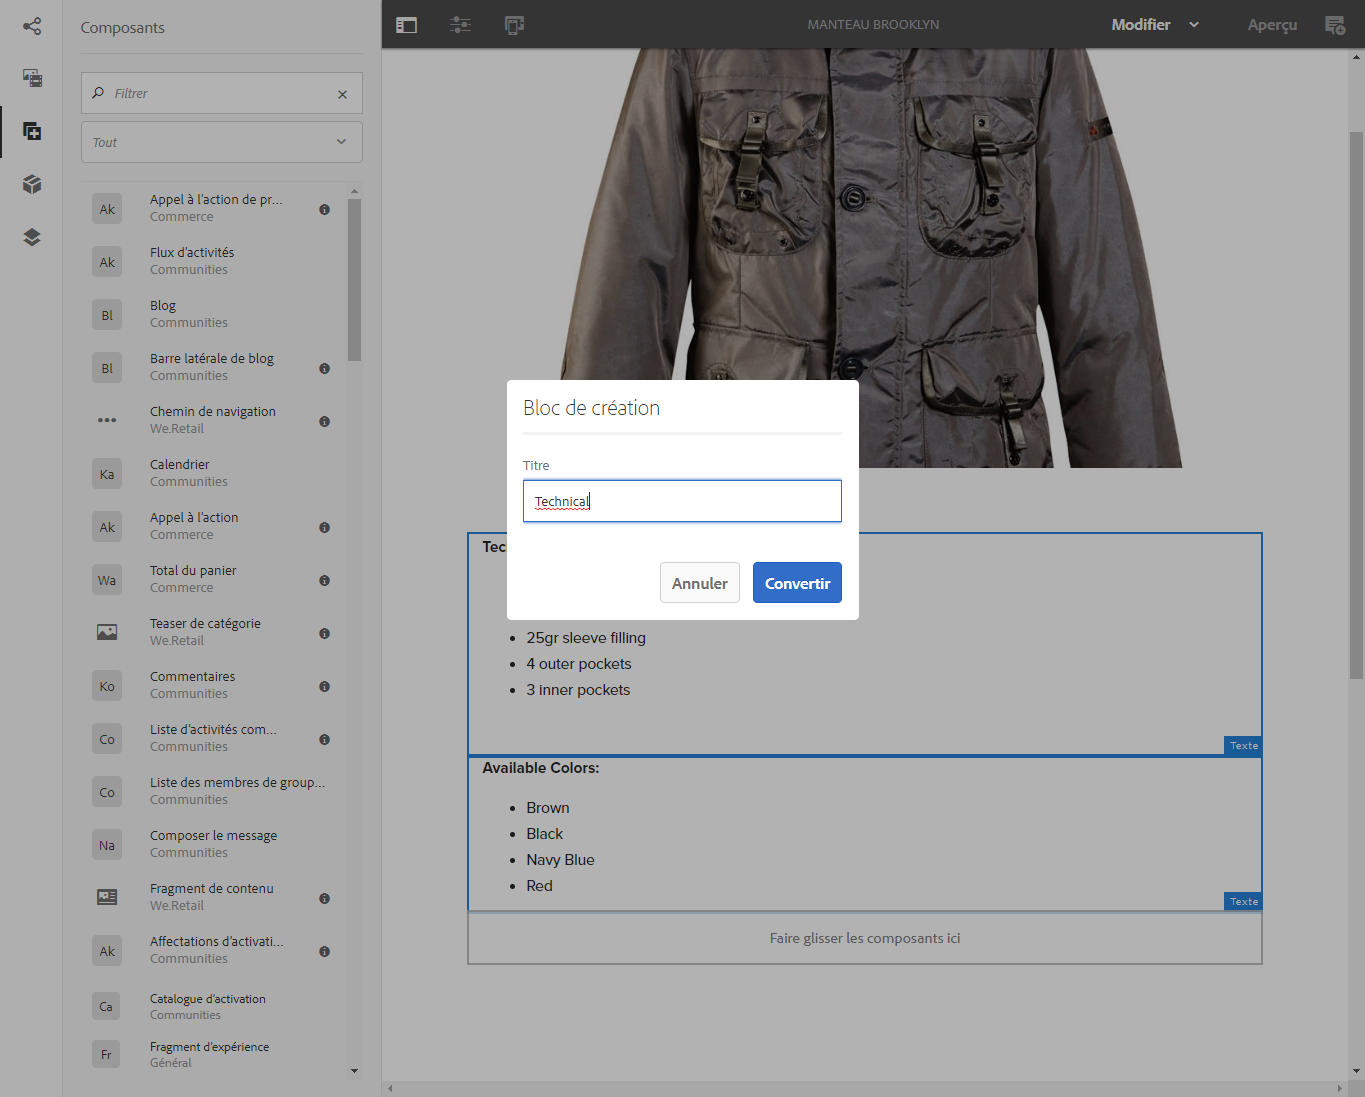 Composants
Filtrer
Tout
Ak
Appel à l'action de pr...
Commerce
Ak
Flux d'activités
Communities
Bl
Blog
Communities
Bl
Barre latérale de blog
Communities
Chemin de navigation
We.Retail
Ka
Calendrier
Communities
Ak
Appel à l'action
Commerce
Wa
Total du panier
Commerce
Teaser de catégorie
We.Retail
Ko
Commentaires
Communities
Co
Liste d'activités com...
Communities
Co
Liste des membres de group...
Communities
Na
Composer le message
Communities
Fragment de contenu
We.Retail
Ak
Affectations d'activati...
Communities
Ca
Catalogue d'activation
Communities
Fr
Fragment d'expérience
Général
MANTEAU BROOKLYN
Modifier
Aperçu
Bloc de création
Titre
Technical
Annuler
Convertir
Tec
25gr sleeve filling
4 outer pockets
3 inner pockets
Texte
Available Colors:
Brown
Black
Navy Blue
Red
Texte
Faire glisser les composants ici